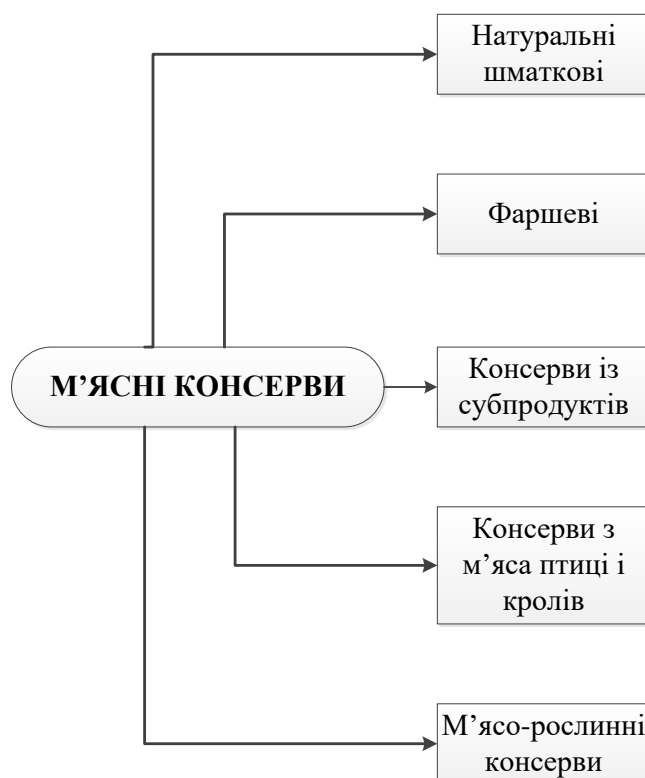 Натуральні
шматкові
Фаршеві
М’ЯСНІ КОНСЕРВИ
Консерви із
субпродуктів
Консерви з
м’яса птиці і
кролів
М’ясо-рослинні
консерви